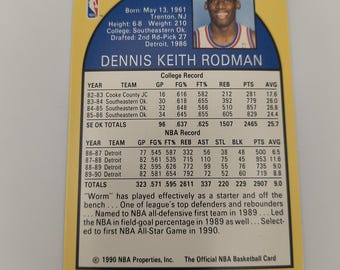 Born: May 13, 1961
Trenton, NJ
Height: 6-8 Weight: 210
College: Southeastern Ok.
Drafted: 2nd Rd-Pick 27
Detroit, 1986
NBA
DENNIS KEITH RODMAN
College Record
YEAR GP FG% FT% REB PTS AVG
82-83 Cooke County JC 16 616 582 212 281 17.6
83-84 Southeastern Ok. 30 618 655 392 781 26.0
84-85 Southeastern Ok. 34 648 566 511 908 26.8
85-86 Southeastern Ok. 34 645 655 605 830 24.4
SE OK TOTALS 96 .637 .625 1507 2465 25.7
NBA Record
YEAR GP FG% FT% REB AST STL BLK PTS AVG
86-87 Detroit 77 545 587 332 56 38 48 500 6.5
87-88 Detroit 82 561 535 715 110 75 45 953 11.6
88-89 Detroit 82 595 626 772 99 55 76 735 9.0
89-90 Detroit 82 581 654 792 72 52 60 719 8.8
TOTALS 323 .571 .595 2611 337 220 229 2907 9.0
"Worm" has played effectively as a starter and off
the bench . . . One of league's top defenders and rebounders
. . . Named to NBA all-defensive first team in 1989 . . . Led
the NBA in field-goal percentage in 1989 as well . . . Select-
ed to first NBA All-Star Game in 1990.
© 1990 NBA Properties, Inc. The Official NBA Basketball Card